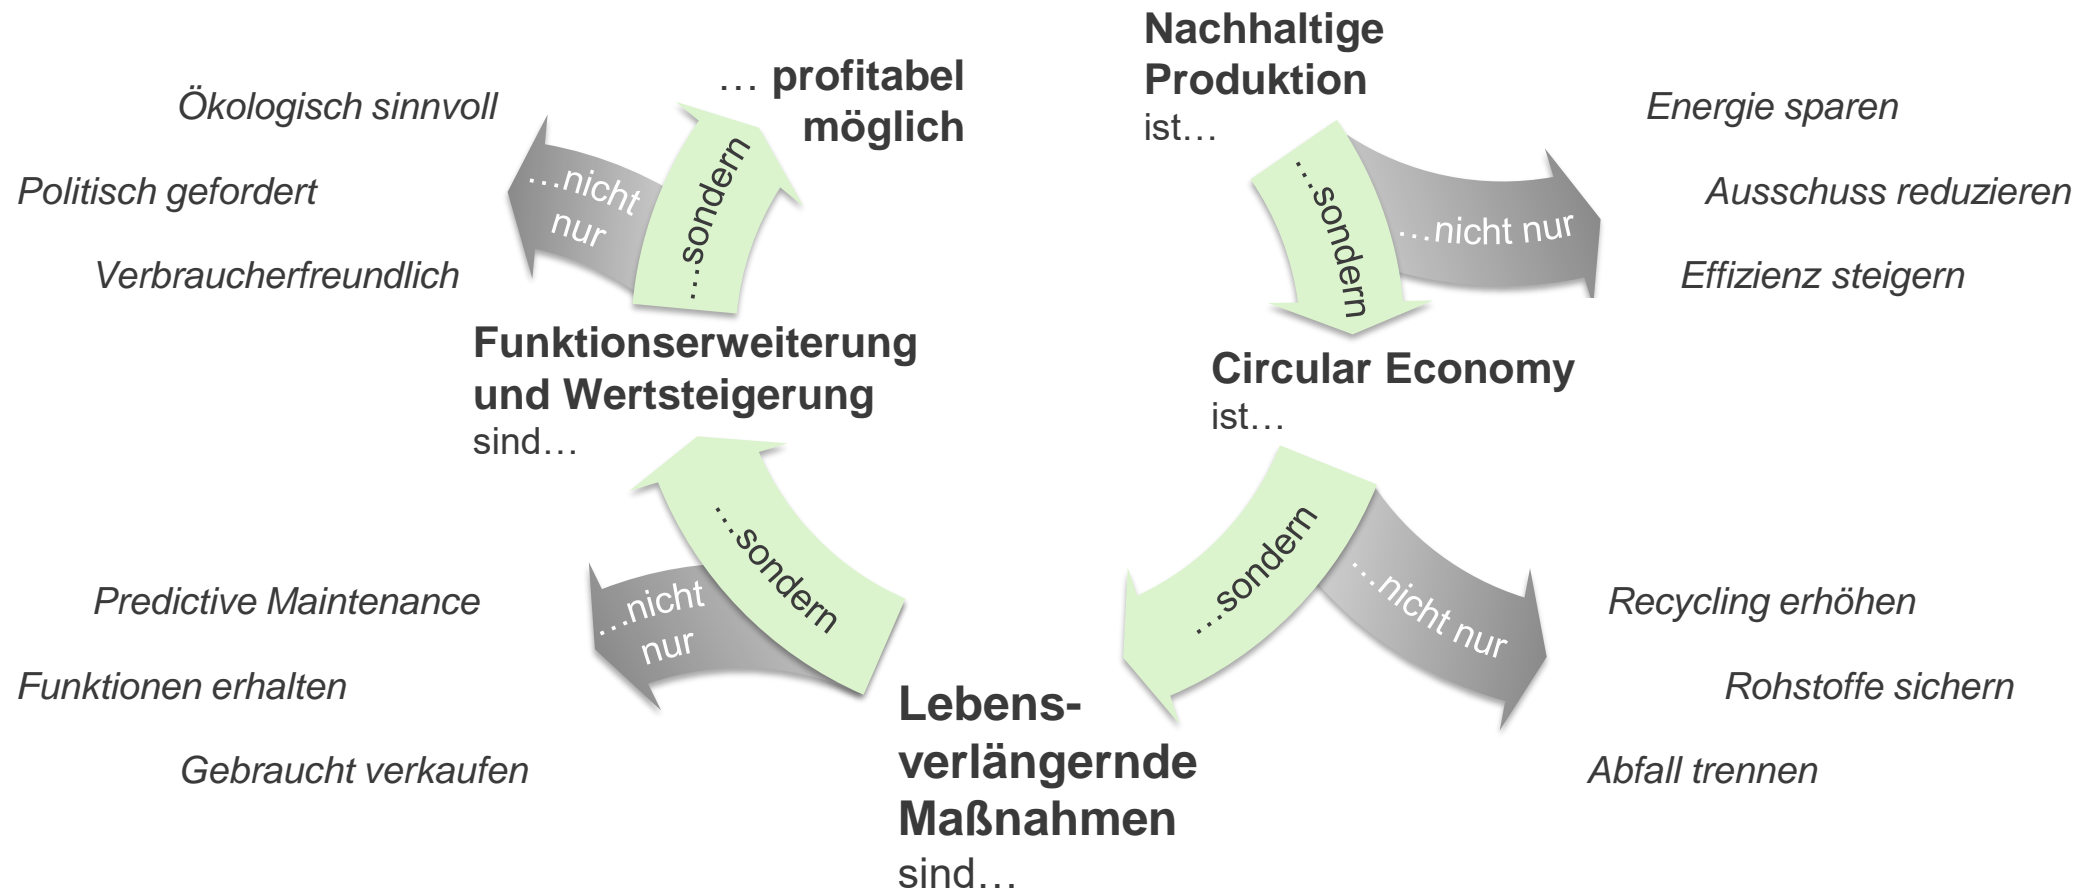 Nachhaltige
Produktion
ist…
…sondern
…nicht nur
Energie sparen
Ausschuss reduzieren
Effizienz steigern
Circular Economy
ist…
…sondern
…nicht nur
Recycling erhöhen
Rohstoffe sichern
Abfall trennen
Lebens-
verlängernde
Maßnahmen
sind…
…sondern
…nicht
nur
Predictive Maintenance
Funktionen erhalten
Gebraucht verkaufen
Funktionserweiterung
und Wertsteigerung
sind…
…sondern
…nicht
nur
Ökologisch sinnvoll
Politisch gefordert
Verbraucherfreundlich
… profitabel
möglich